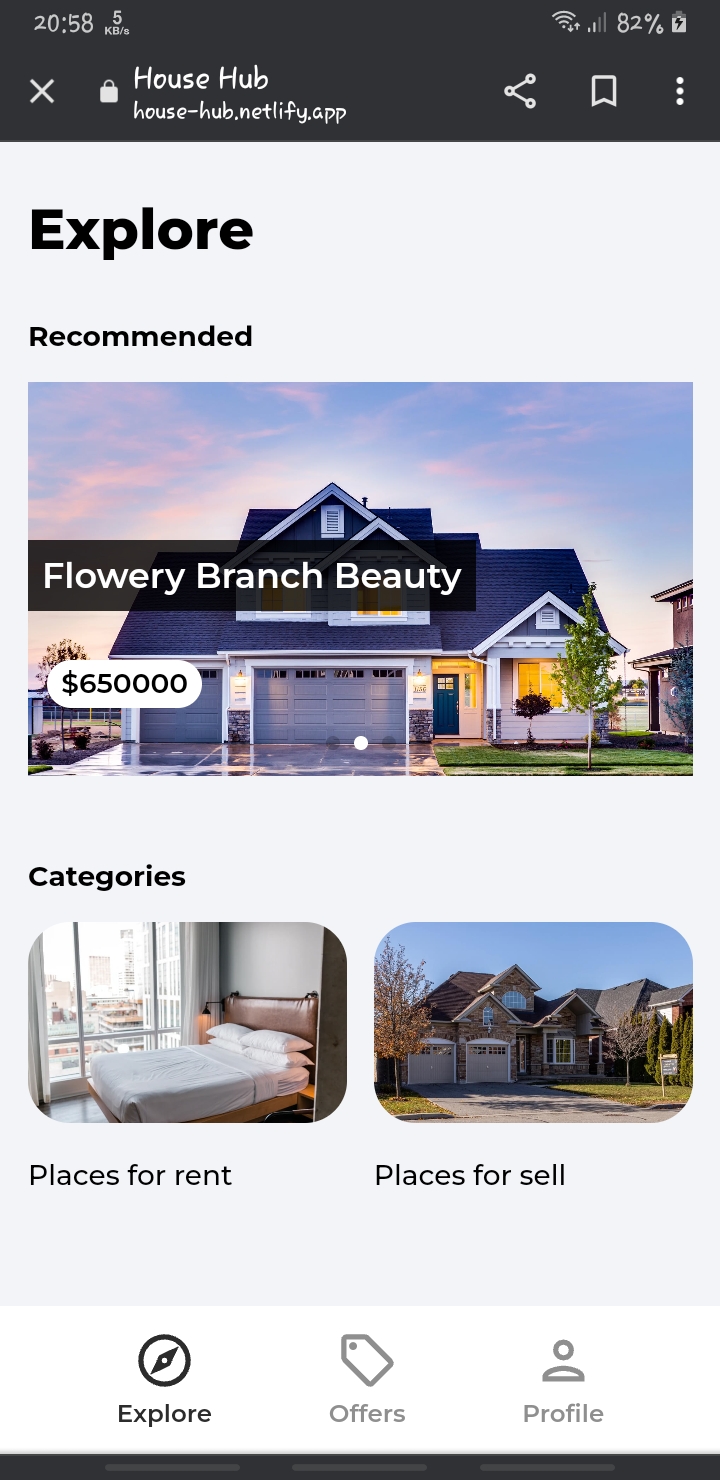 20:58 5 KB/s 82%
House Hub
house-hub.netlify.app
Explore
Recommended
Flowery Branch Beauty
$650000
Categories
Places for rent
Places for sell
Explore
Offers
Profile